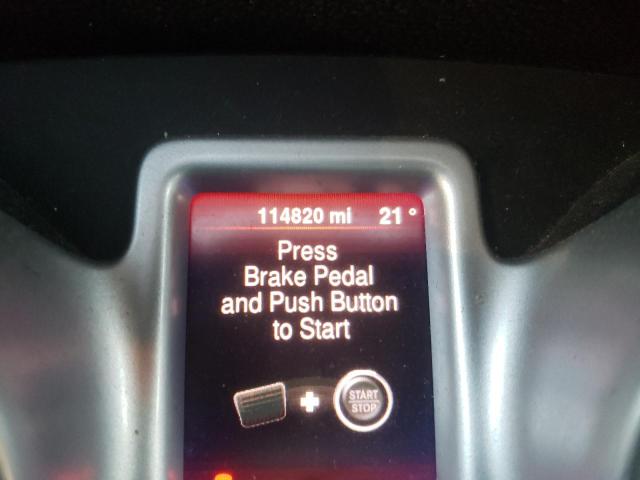 114820 mi 21°
Press
Brake Pedal
and Push Button
to Start
START
STOP